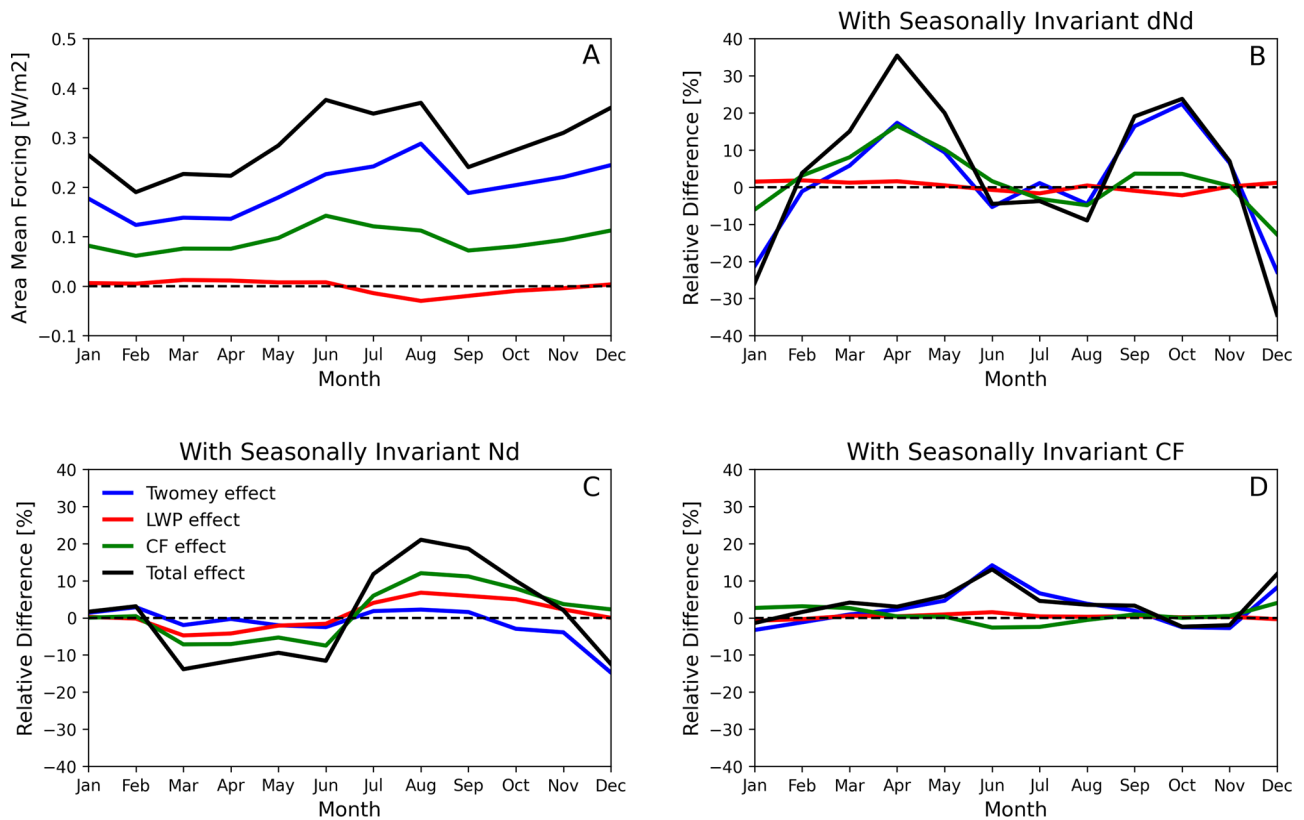 A
Area Mean Forcing [W/m2]
0.5
0.4
0.3
0.2
0.1
0.0
−0.1
Jan Feb Mar Apr May Jun Jul Aug Sep Oct Nov Dec
Month
With Seasonally Invariant dNd
B
Relative Difference [%]
40
30
20
10
0
−10
−20
−30
−40
Jan Feb Mar Apr May Jun Jul Aug Sep Oct Nov Dec
Month
With Seasonally Invariant Nd
C
Relative Difference [%]
40
30
20
10
0
−10
−20
−30
−40
Twomey effect
LWP effect
CF effect
Total effect
Jan Feb Mar Apr May Jun Jul Aug Sep Oct Nov Dec
Month
With Seasonally Invariant CF
D
Relative Difference [%]
40
30
20
10
0
−10
−20
−30
−40
Jan Feb Mar Apr May Jun Jul Aug Sep Oct Nov Dec
Month